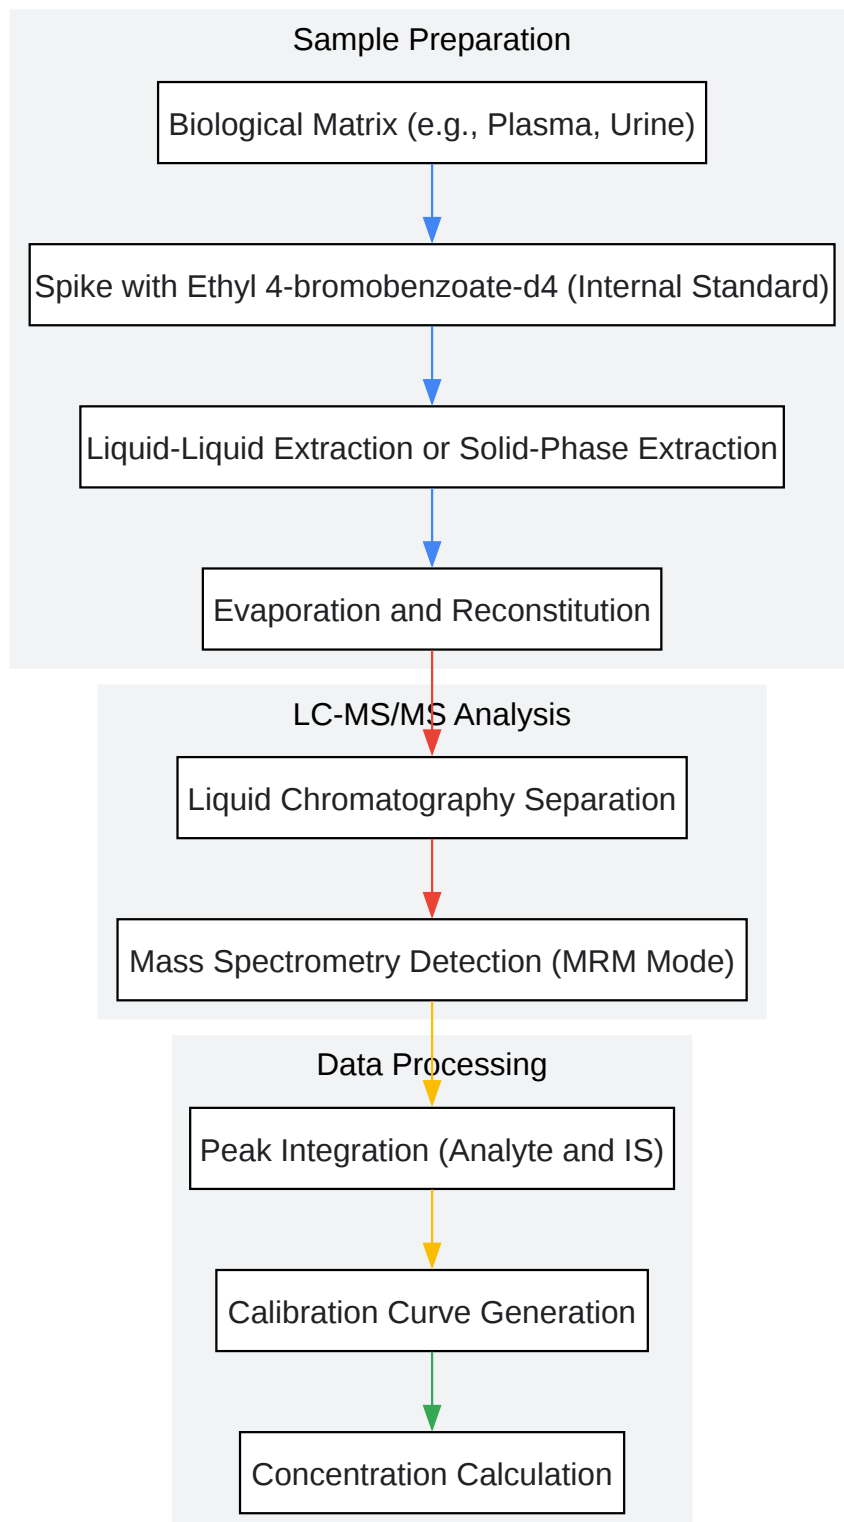 Sample Preparation
Biological Matrix (e.g., Plasma, Urine)
Spike with Ethyl 4-bromobenzoate-d4 (Internal Standard)
Liquid-Liquid Extraction or Solid-Phase Extraction
Evaporation and Reconstitution
LC-MS/MS Analysis
Liquid Chromatography Separation
Mass Spectrometry Detection (MRM Mode)
Data Processing
Peak Integration (Analyte and IS)
Calibration Curve Generation
Concentration Calculation